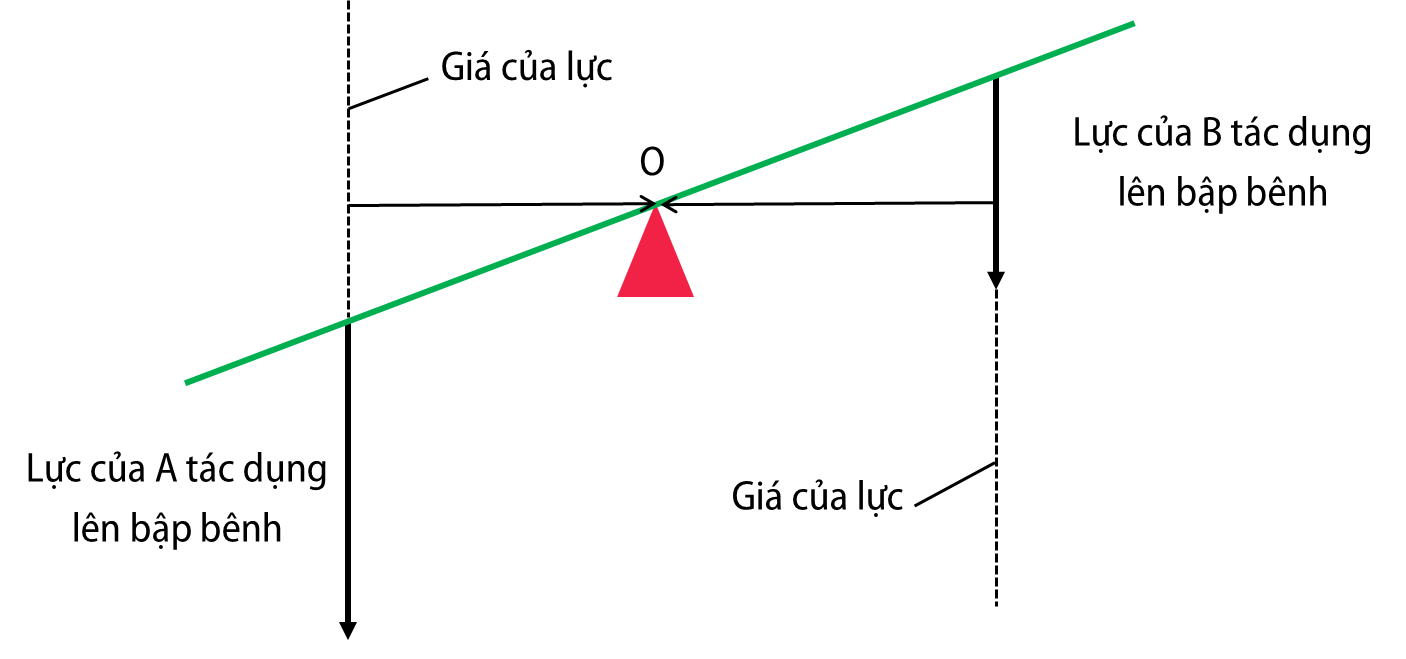 Giá của lực
O
Lực của B tác dụng
lên bập bênh
Lực của A tác dụng
lên bập bênh
Giá của lực